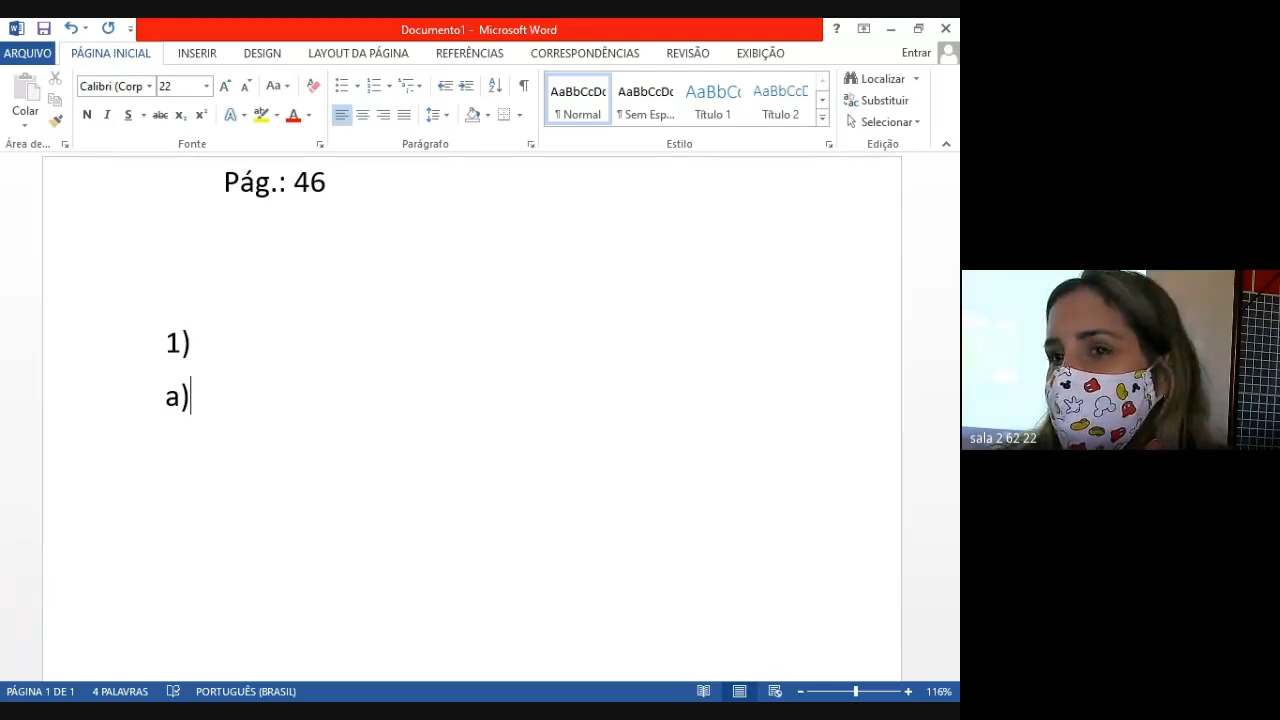 Documento1 - Microsoft Word
ARQUIVO PÁGINA INICIAL INSERIR DESIGN LAYOUT DA PÁGINA REFERÊNCIAS CORRESPONDÊNCIAS REVISÃO EXIBIÇÃO Entrar
Colar
Calibri (Corp 22
Aa
N I S abc x₂ x² A A
AaBbCcDc AaBbCcDc AaBbC( AaBbCcD
¶ Normal ¶ Sem Esp... Título 1 Título 2
Localizar
Substituir
Selecionar
Área de... Fonte Parágrafo Estilo Edição
Pág.: 46
1)
a)
sala 2 62 22
PÁGINA 1 DE 1 4 PALAVRAS PORTUGUÊS (BRASIL) 116%